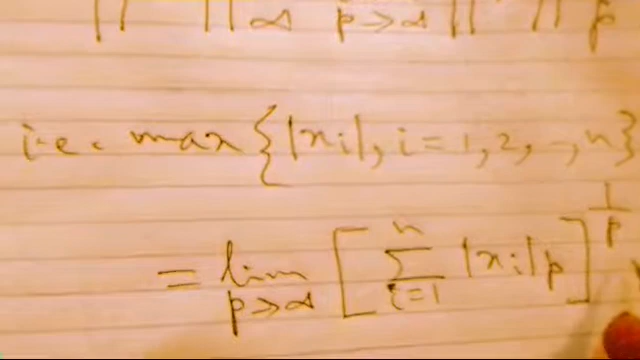 || ||∞ p→∞ || ||p
i.e. max {|xi|, i = 1, 2, -, n}
= lim p→∞ [ n ∑ i=1 |xi|p ] 1/p